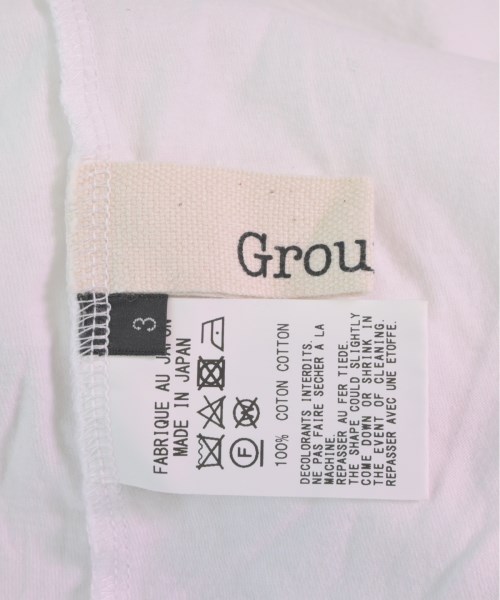 Grou
3
FABRIQUE AU JAPON
MADE IN JAPAN
F
100% COTON COTTON
DECOLORANTS INTERDITS.
NE PAS FAIRE SECHER A LA
MACHINE.
REPASSER AU FER TIEDE.
THE SHAPE COULD SLIGHTLY
COME DOWN OR SHRINK IN
THE EVENT OF CLEANING.
REPASSER AVEC UNE ETOFFE.